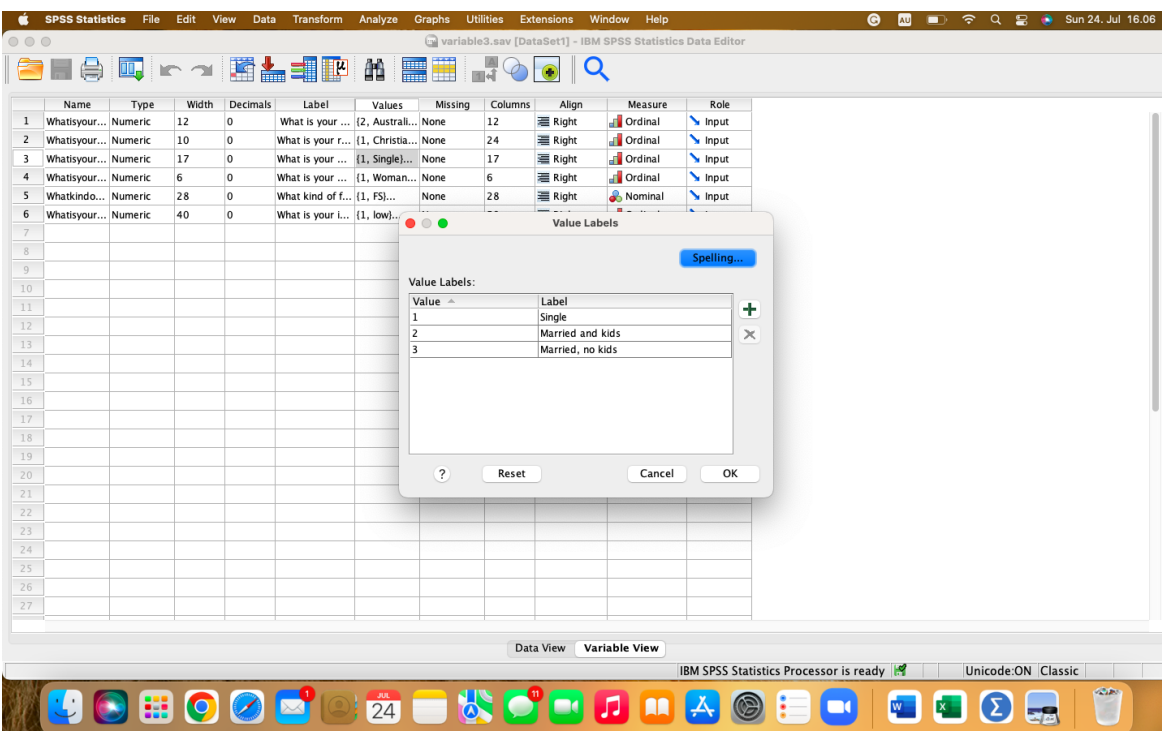 SPSS Statistics File Edit View Data Transform Analyze Graphs Utilities Extensions Window Help G AU Sun 24. Jul 16.06
variable3.sav [DataSet1] - IBM SPSS Statistics Data Editor
Name Type Width Decimals Label Values Missing Columns Align Measure Role
1 Whatisyour... Numeric 12 0 What is your ... {2, Australi... None 12 Right Ordinal Input
2 Whatisyour... Numeric 10 0 What is your r... {1, Christia... None 24 Right Ordinal Input
3 Whatisyour... Numeric 17 0 What is your ... {1, Single}... None 17 Right Ordinal Input
4 Whatisyour... Numeric 6 0 What is your ... {1, Woman... None 6 Right Ordinal Input
5 Whatkindo... Numeric 28 0 What kind of f... {1, FS}... None 28 Right Nominal Input
6 Whatisyour... Numeric 40 0 What is your i... {1, low}...
7
8
9
10
11
12
13
14
15
16
17
18
19
20
21
22
23
24
25
26
27
Value Labels
Spelling...
Value Labels:
Value Label
1 Single
2 Married and kids
3 Married, no kids
? Reset Cancel OK
Data View Variable View
IBM SPSS Statistics Processor is ready Unicode:ON Classic
1
JUL
24
11
W
X
Σ